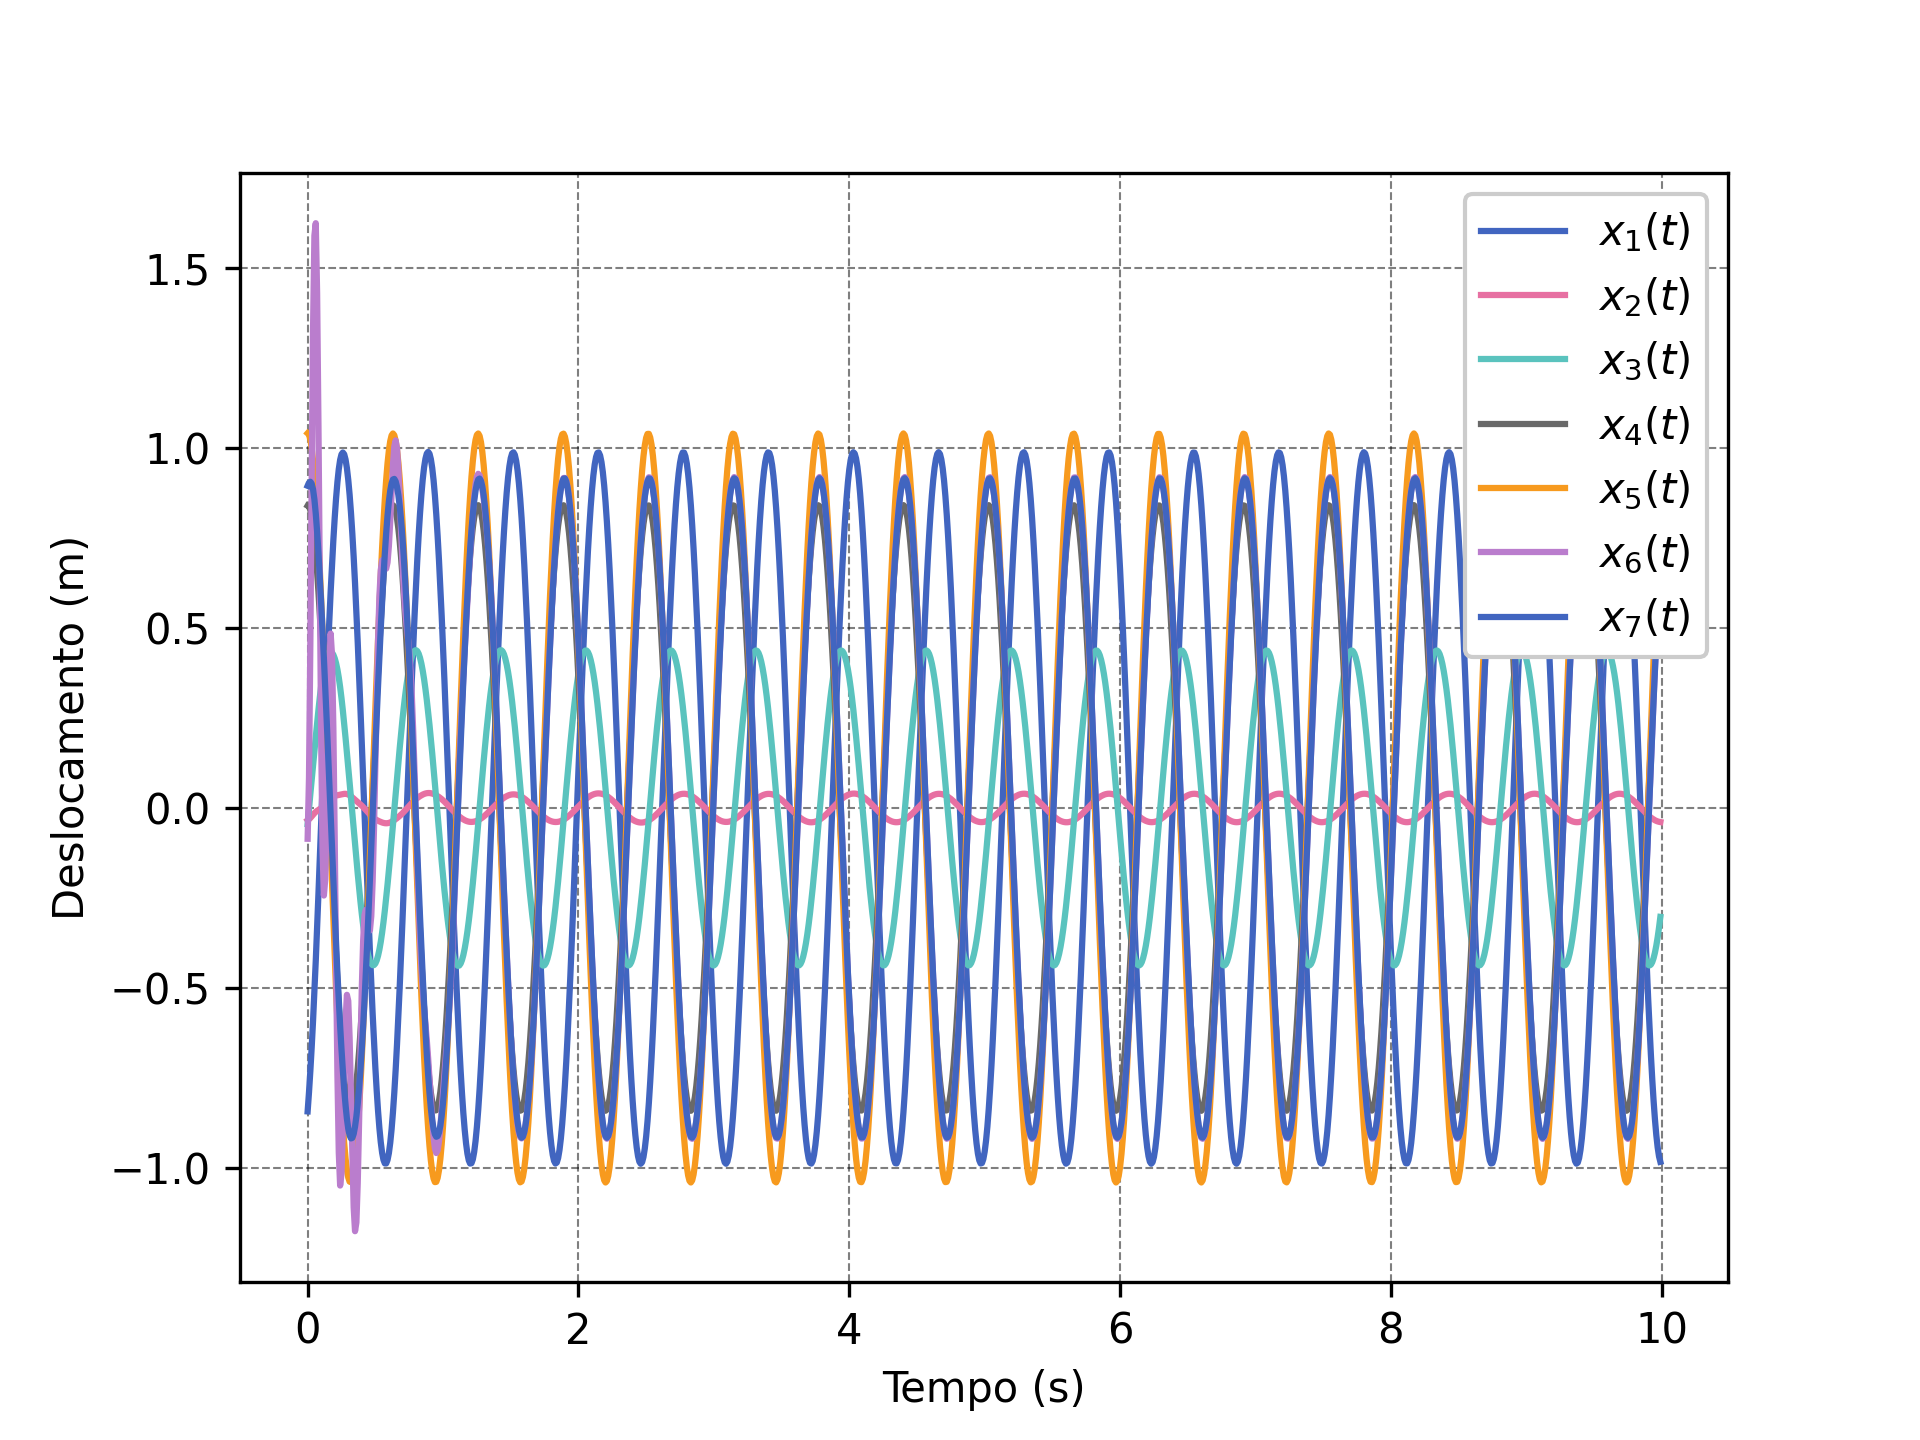 x₁(t)
x₂(t)
x₃(t)
x₄(t)
x₅(t)
x₆(t)
x₇(t)
Deslocamento (m)
1.5
1.0
0.5
0.0
−0.5
−1.0
0 2 4 6 8 10
Tempo (s)